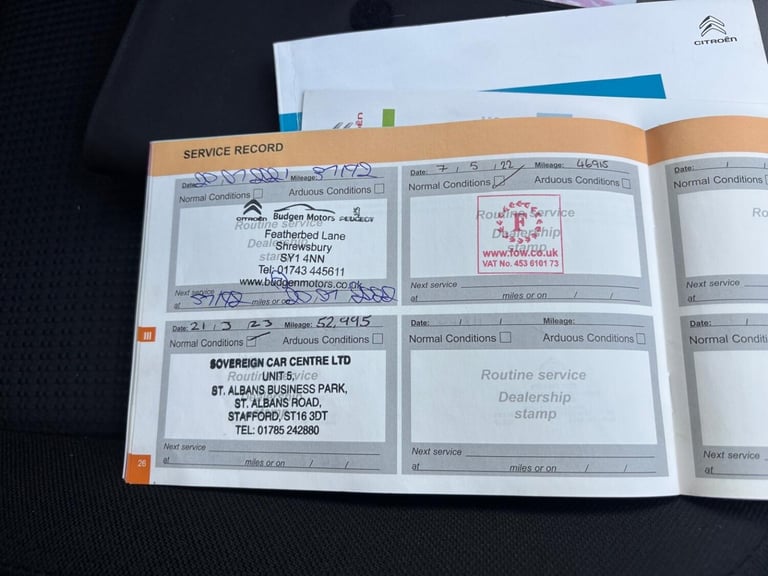 CITROËN
SERVICE RECORD
Date: Mileage:
Normal Conditions Arduous Conditions
CITROËN Budgen Motors PEUGEOT
Routine service
Featherbed Lane
Shrewsbury
SY1 4NN
Tel: 01743 445611
www.budgenmotors.co.uk
Next service
at miles or on
Date: 7 / 5 / 22 Mileage: 46915
Normal Conditions Arduous Conditions
Routine service
Dealership
stamp
F
www.fow.co.uk
VAT No. 453 6101 73
Next service
at miles or on / /
Date: 21 / 3 / 23 Mileage: 52,995
Normal Conditions Arduous Conditions
SOVEREIGN CAR CENTRE LTD
Routine service
UNIT 5,
ST. ALBANS BUSINESS PARK,
ST. ALBANS ROAD,
STAFFORD. ST16 3DT
TEL: 01785 242880
Next service
at miles or on / /
Date: / / Mileage:
Normal Conditions Arduous Conditions
Routine service
Dealership
stamp
Next service
at miles or on / /
Date: /
Normal Conditions
Next service
at
Date: /
Normal Conditi
Next service
at
III
26